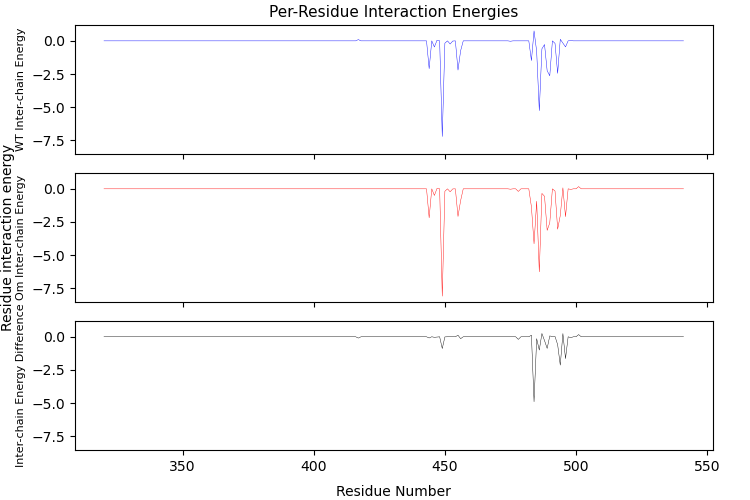 Per-Residue Interaction Energies
WT Inter-chain Energy
0.0
−2.5
−5.0
−7.5
Residue interaction energy
Om Inter-chain Energy
0.0
−2.5
−5.0
−7.5
Inter-chain Energy Difference
0.0
−2.5
−5.0
−7.5
350
400
450
500
550
Residue Number